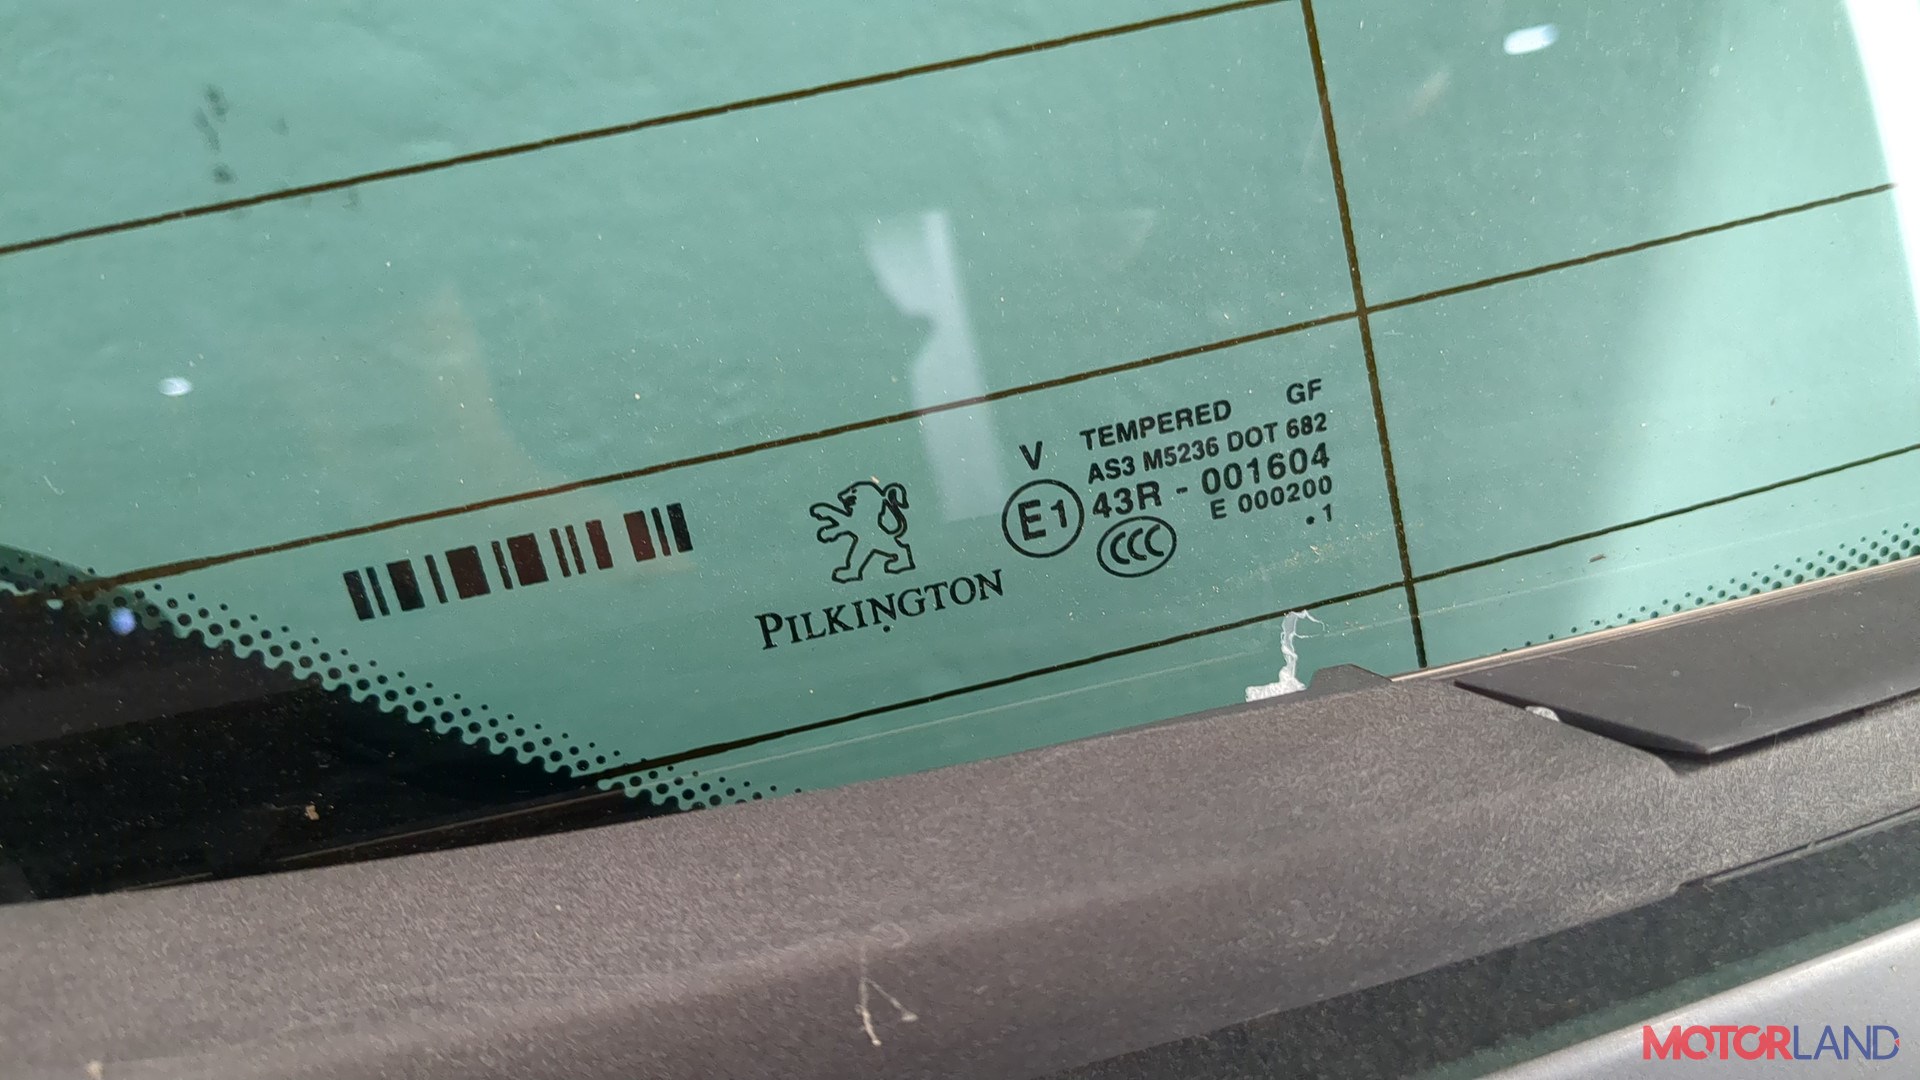 V TEMPERED GF
AS3 M5236 DOT 682
E1 43R - 001604
CCC E 000200
• 1
PILKINGTON
MOTORLAND